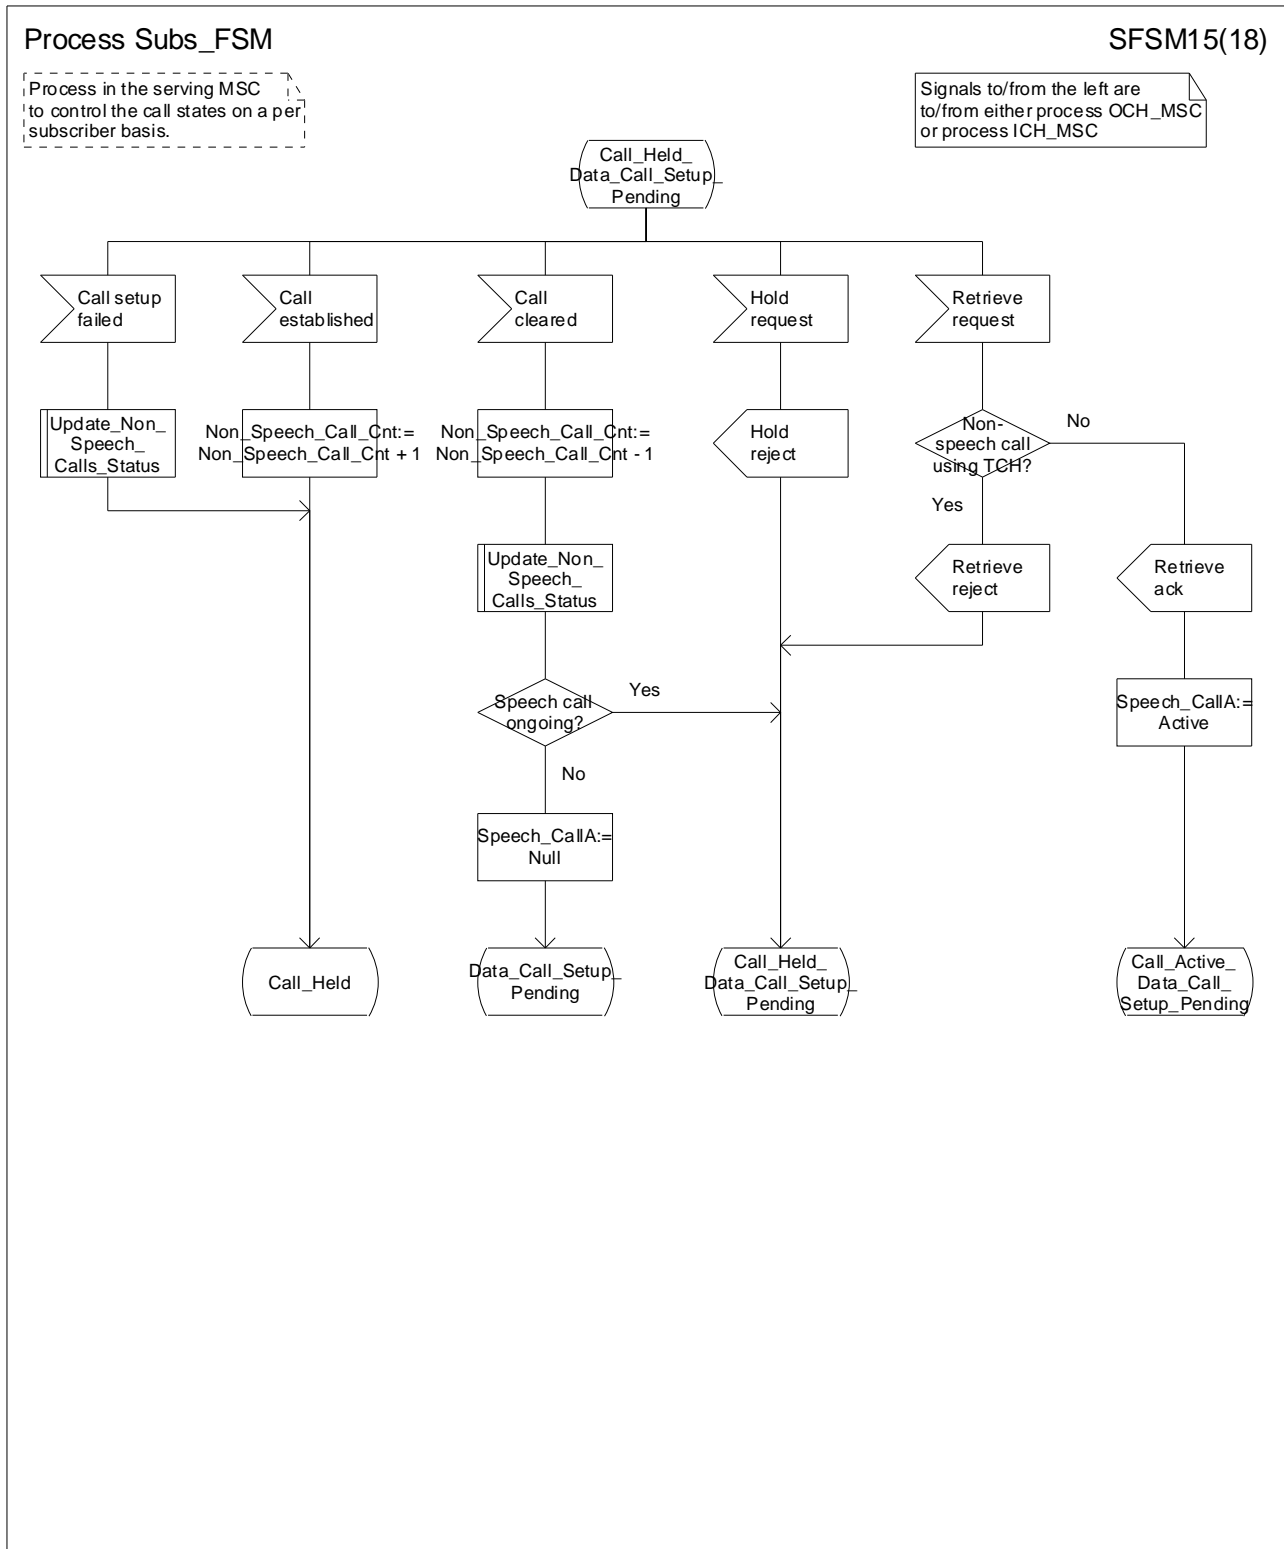 Process Subs_FSM
SFSM15(18)
Process in the serving MSC
to control the call states on a per
subscriber basis.
Signals to/from the left are
to/from either process OCH_MSC
or process ICH_MSC
Call_Held_
Data_Call_Setup_
Pending
Call setup
failed
Call
established
Call
cleared
Hold
request
Retrieve
request
Update_Non_
Speech_
Calls_Status
Non_Speech_Call_Cnt:=
Non_Speech_Call_Cnt + 1
Non_Speech_Call_Cnt:=
Non_Speech_Call_Cnt - 1
Hold
reject
Non-
speech call
using TCH?
No
Yes
Update_Non_
Speech_
Calls_Status
Retrieve
reject
Retrieve
ack
Speech call
ongoing?
Yes
No
Speech_CallA:=
Active
Speech_CallA:=
Null
Call_Held
Data_Call_Setup_
Pending
Call_Held_
Data_Call_Setup_
Pending
Call_Active_
Data_Call_
Setup_Pending